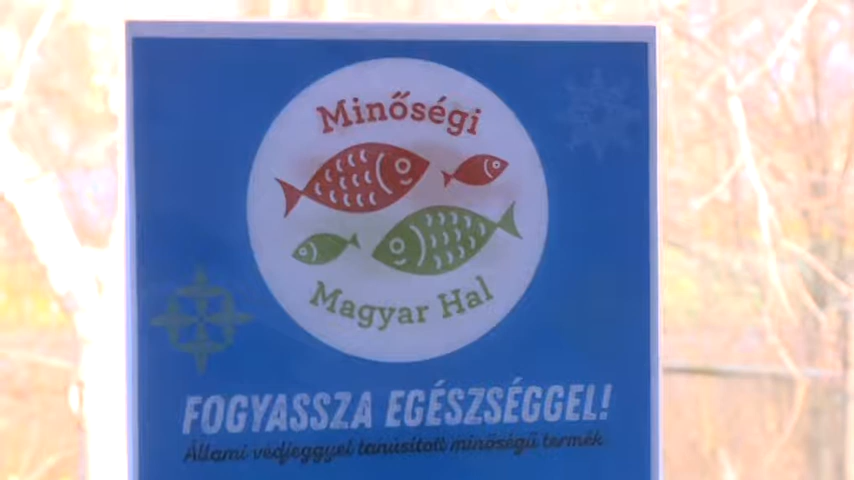 Minőségi
Magyar Hal
FOGYASSZA EGÉSZSÉGGEL!
Állami védjeggyel tanúsított minőségű termék